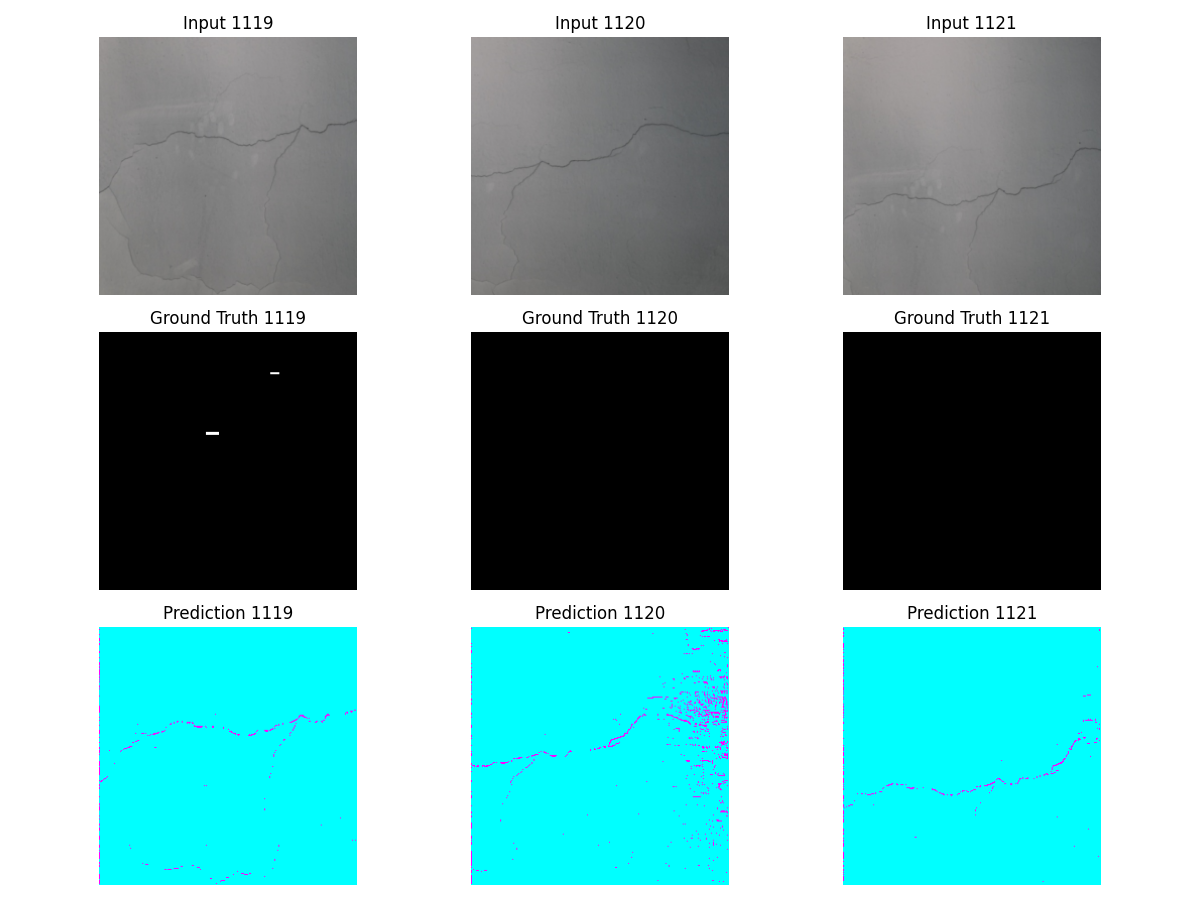 Input 1119
Input 1120
Input 1121
Ground Truth 1119
Ground Truth 1120
Ground Truth 1121
Prediction 1119
Prediction 1120
Prediction 1121